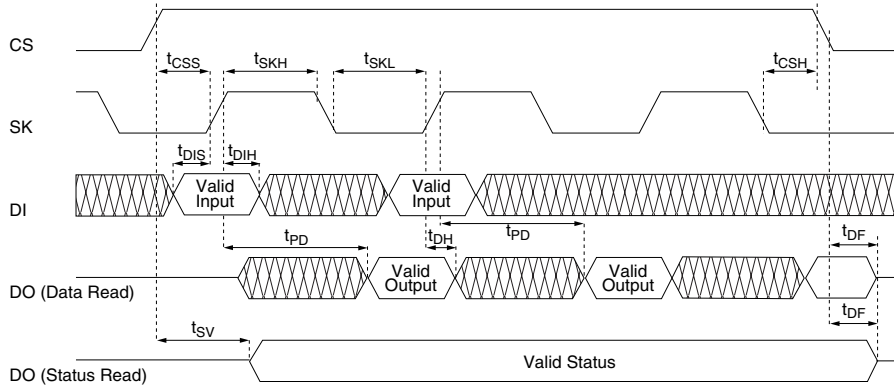 CS
tCSS
tSKH
tSKL
tCSH
SK
tDIS
tDIH
DI
Valid
Input
Valid
Input
tPD
tDH
tPD
tDF
DO (Data Read)
Valid
Output
Valid
Output
tDF
tSV
DO (Status Read)
Valid Status